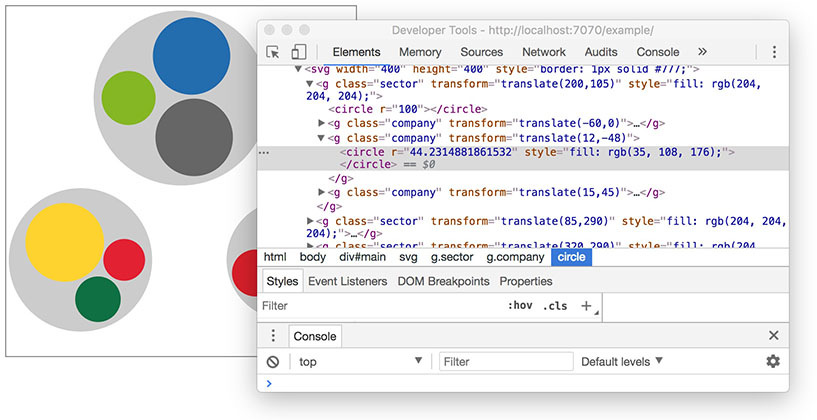 Developer Tools - http://localhost:7070/example/
Elements Memory Sources Network Audits Console »
<svg width="400" height="400" style="border: 1px solid #777;">
▼<g class="sector" transform="translate(200,105)" style="fill: rgb(204,
204, 204);">
<circle r="100"></circle>
▶<g class="company" transform="translate(-60,0)">…</g>
▼<g class="company" transform="translate(12,-48)">
… <circle r="44.2314881861532" style="fill: rgb(35, 108, 176);">
</circle> == $0
</g>
▶<g class="company" transform="translate(15,45)">…</g>
</g>
▶<g class="sector" transform="translate(85,290)" style="fill: rgb(204, 204,
204);">…</g>
▶<g class="sector" transform="translate(320,290)" style="fill: rgb(204,
html body div#main svg g.sector g.company circle
Styles Event Listeners DOM Breakpoints Properties
Filter :hov .cls +
Console
top ▼ Filter Default levels ▼